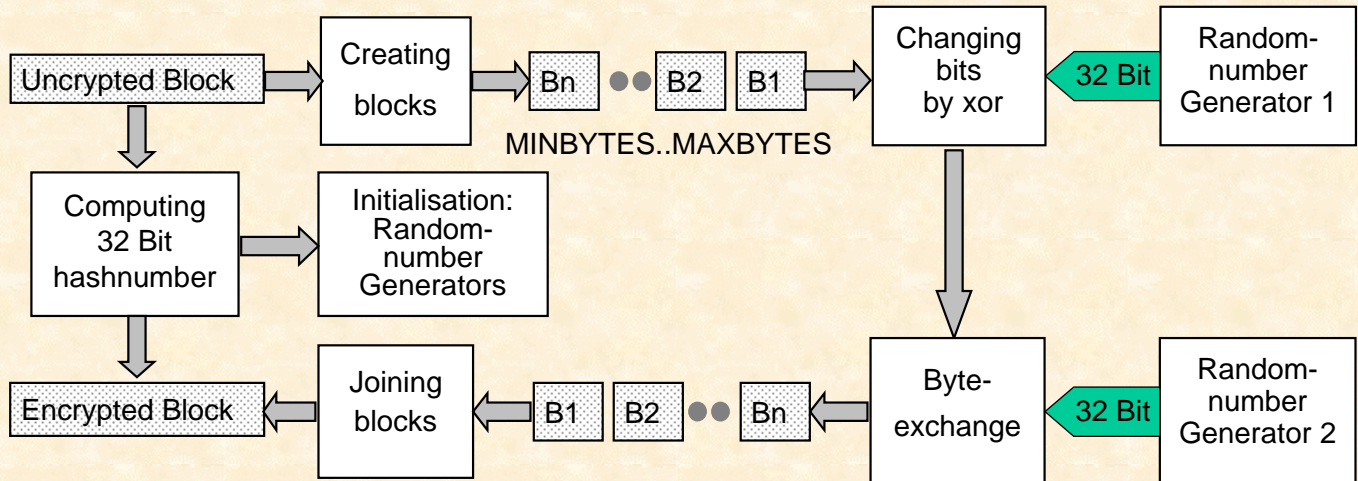 Uncrypted Block
Creating
blocks
Bn
B2
B1
MINBYTES..MAXBYTES
Changing
bits
by xor
32 Bit
Random-
number
Generator 1
Computing
32 Bit
hashnumber
Initialisation:
Random-
number
Generators
Encrypted Block
Joining
blocks
B1
B2
Bn
Byte-
exchange
32 Bit
Random-
number
Generator 2